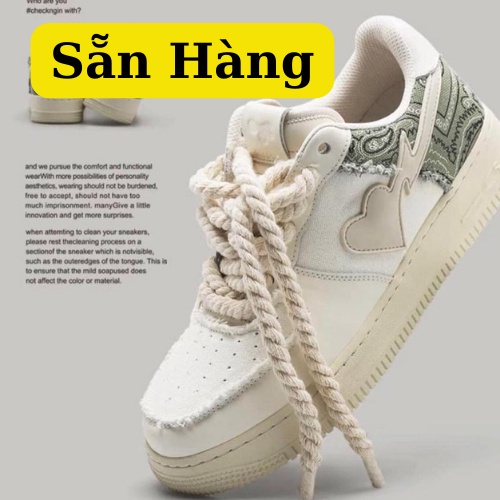 Who are you
#checkngin with?
Sẵn Hàng
and we pursue the comfort and functional
wearWith more possibilities of personality
aesthetics, wearing should not be burdened,
free to accept, should not have too
much imprisonment. manyGive a little
innovation and get more surprises.
when attemting to clean your sneakers,
please rest thecleaning process on a
sectionof the sneaker which is notvisible,
such as the outeredges of the tongue. This is
to ensure that the mild soapused does
not affect the color or material.